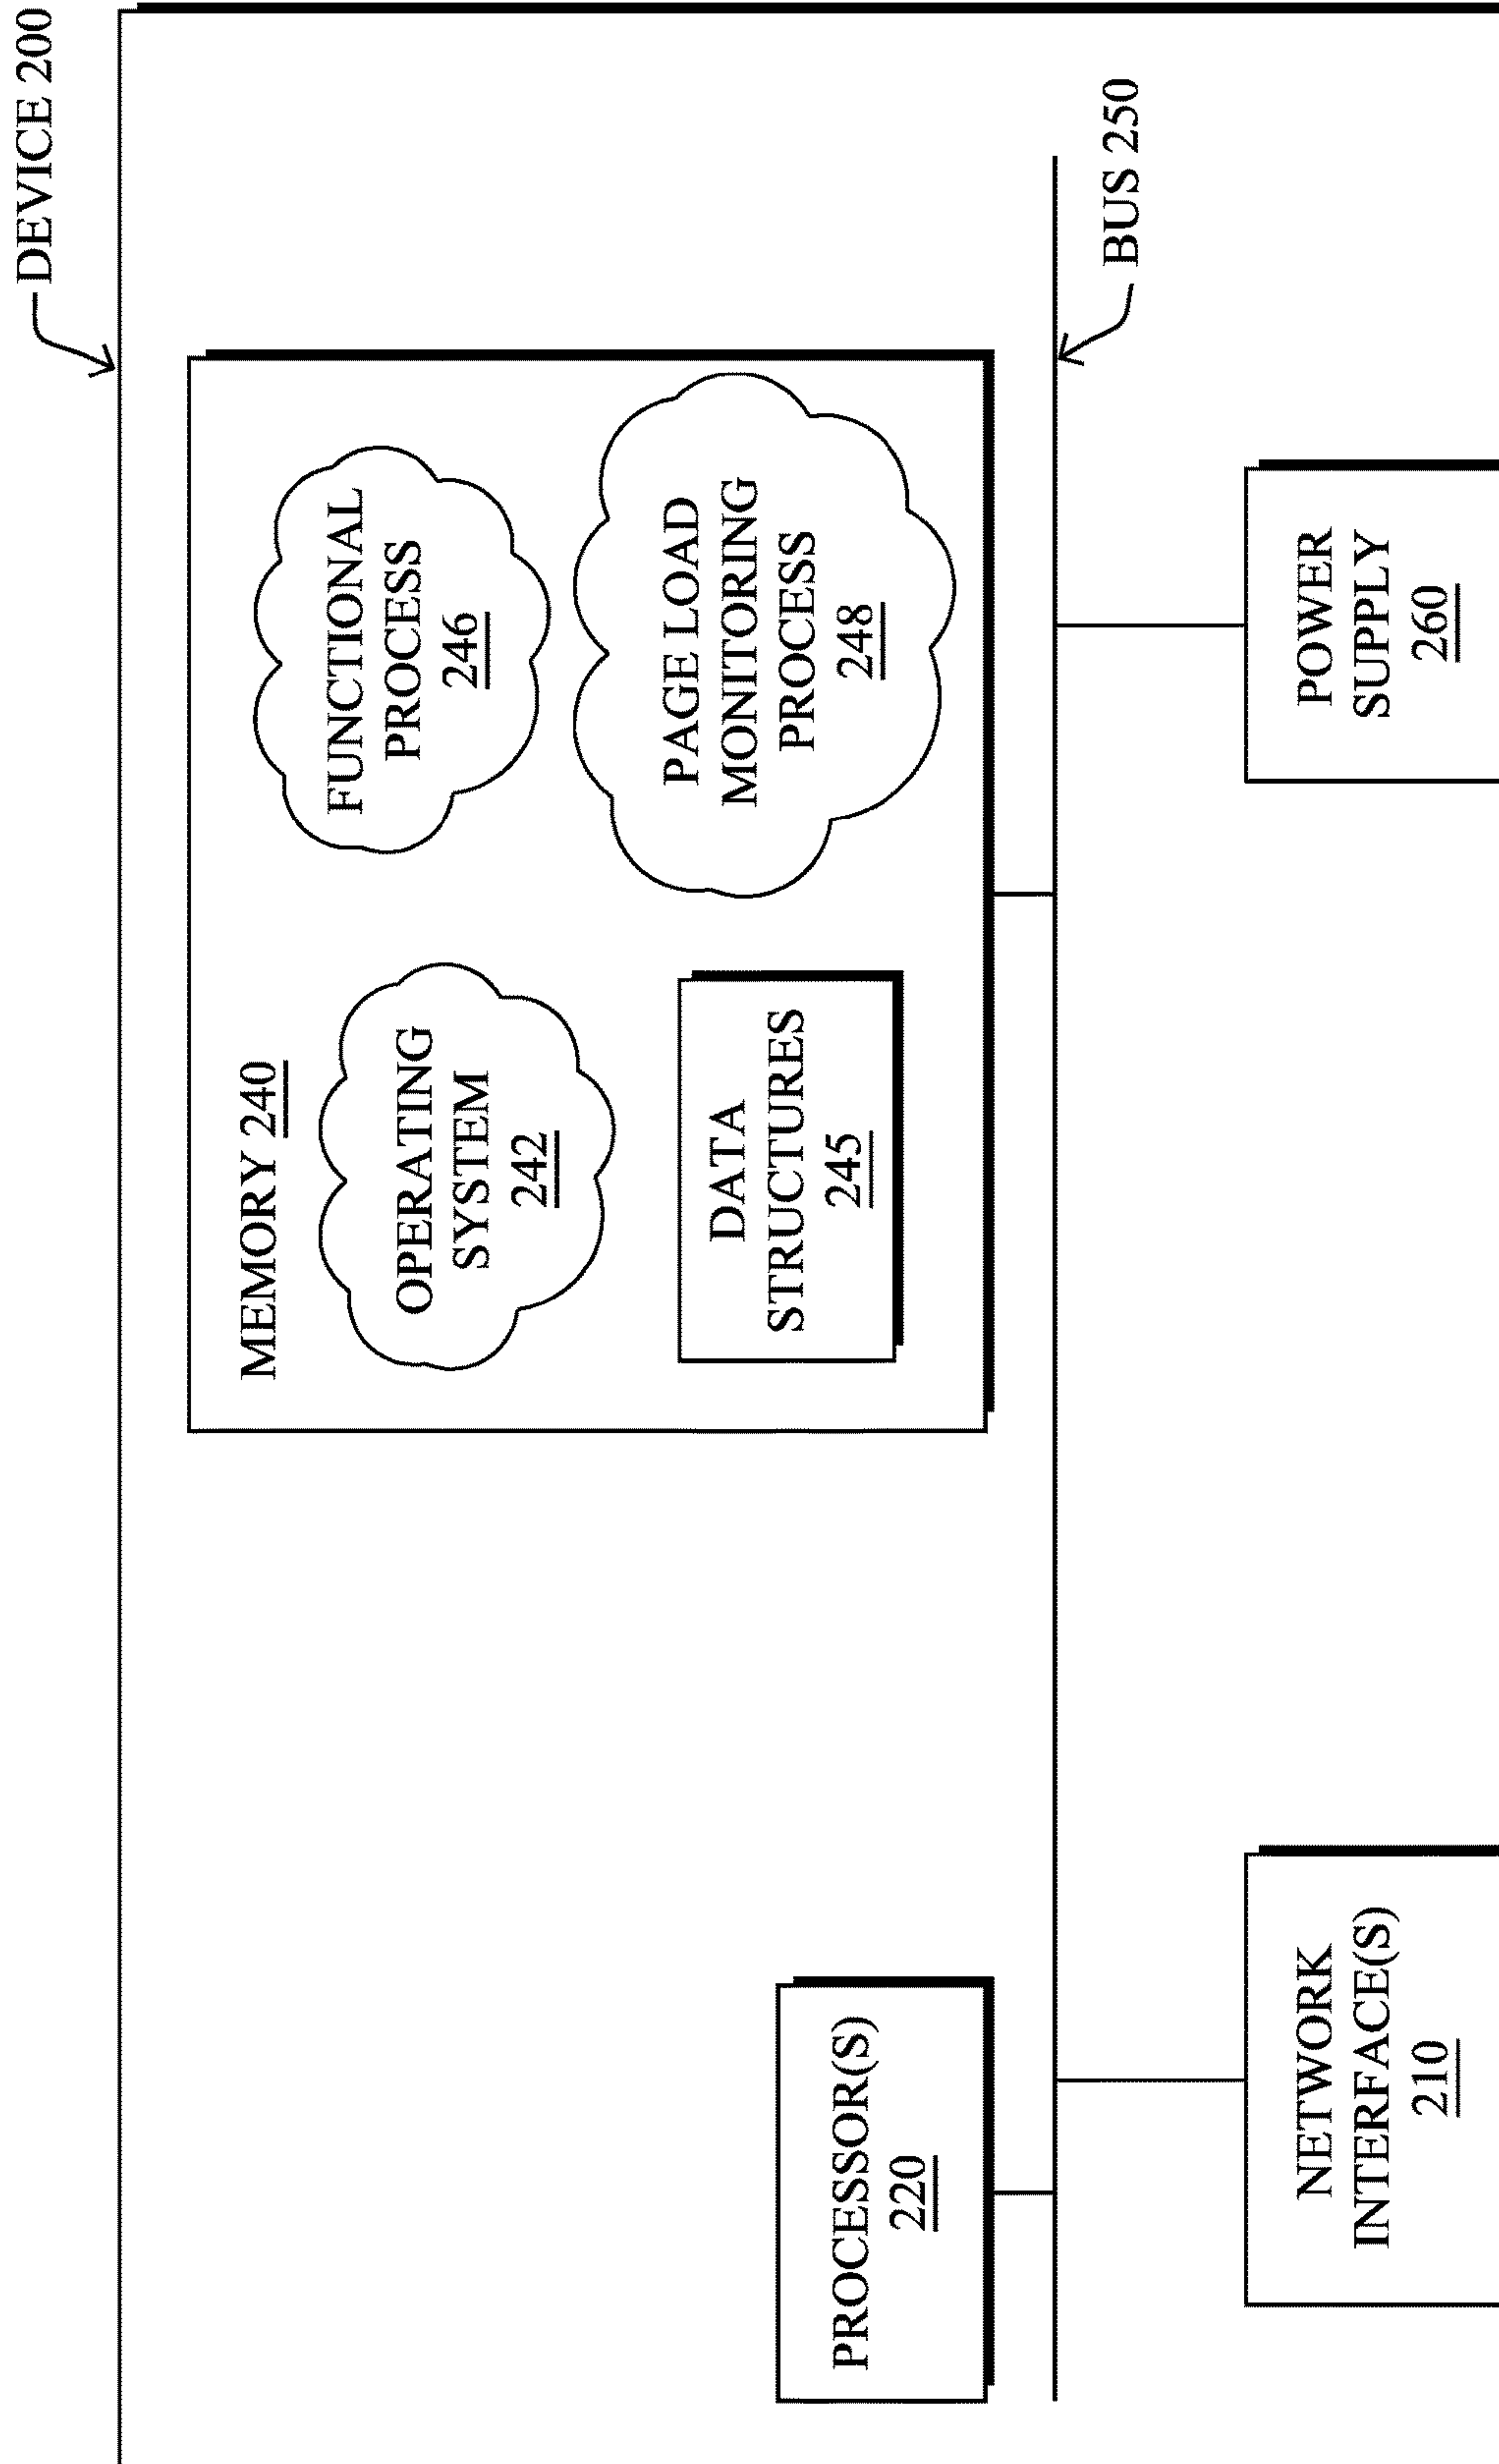 DEVICE 200
MEMORY 240
OPERATING
SYSTEM
242
FUNCTIONAL
PROCESS
246
DATA
STRUCTURES
245
PAGE LOAD
MONITORING
PROCESS
248
PROCESSOR(S)
220
BUS 250
NETWORK
INTERFACE(S)
210
POWER
SUPPLY
260